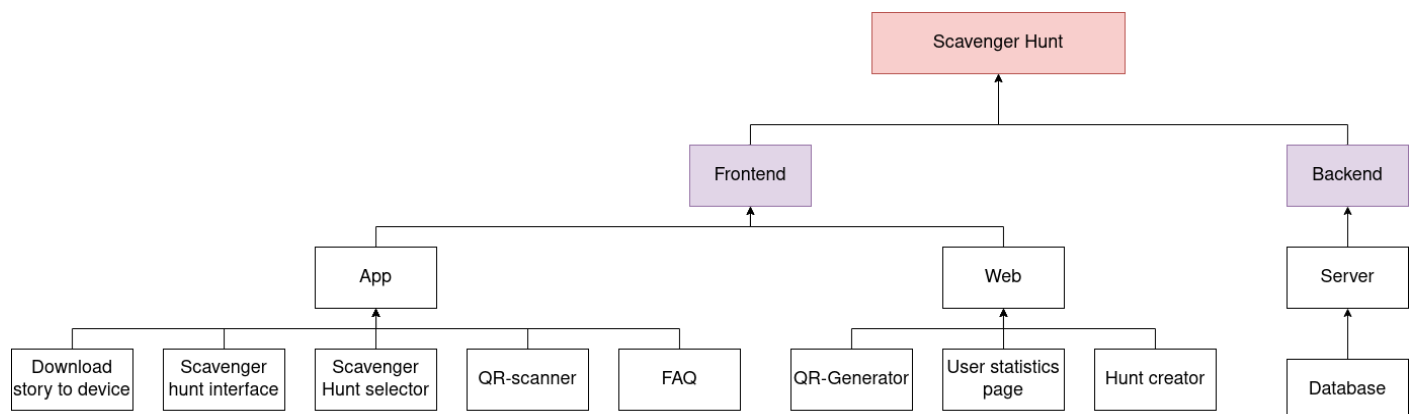 Scavenger Hunt
Frontend
Backend
App
Web
Server
Download
story to device
Scavenger
hunt interface
Scavenger
Hunt selector
QR-scanner
FAQ
QR-Generator
User statistics
page
Hunt creator
Database